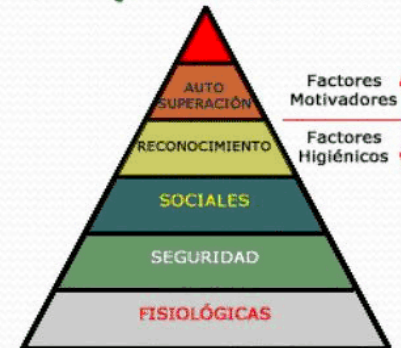 AUTO
SUPERACIÓN
Factores
Motivadores
RECONOCIMIENTO
Factores
Higiénicos
SOCIALES
SEGURIDAD
FISIOLÓGICAS